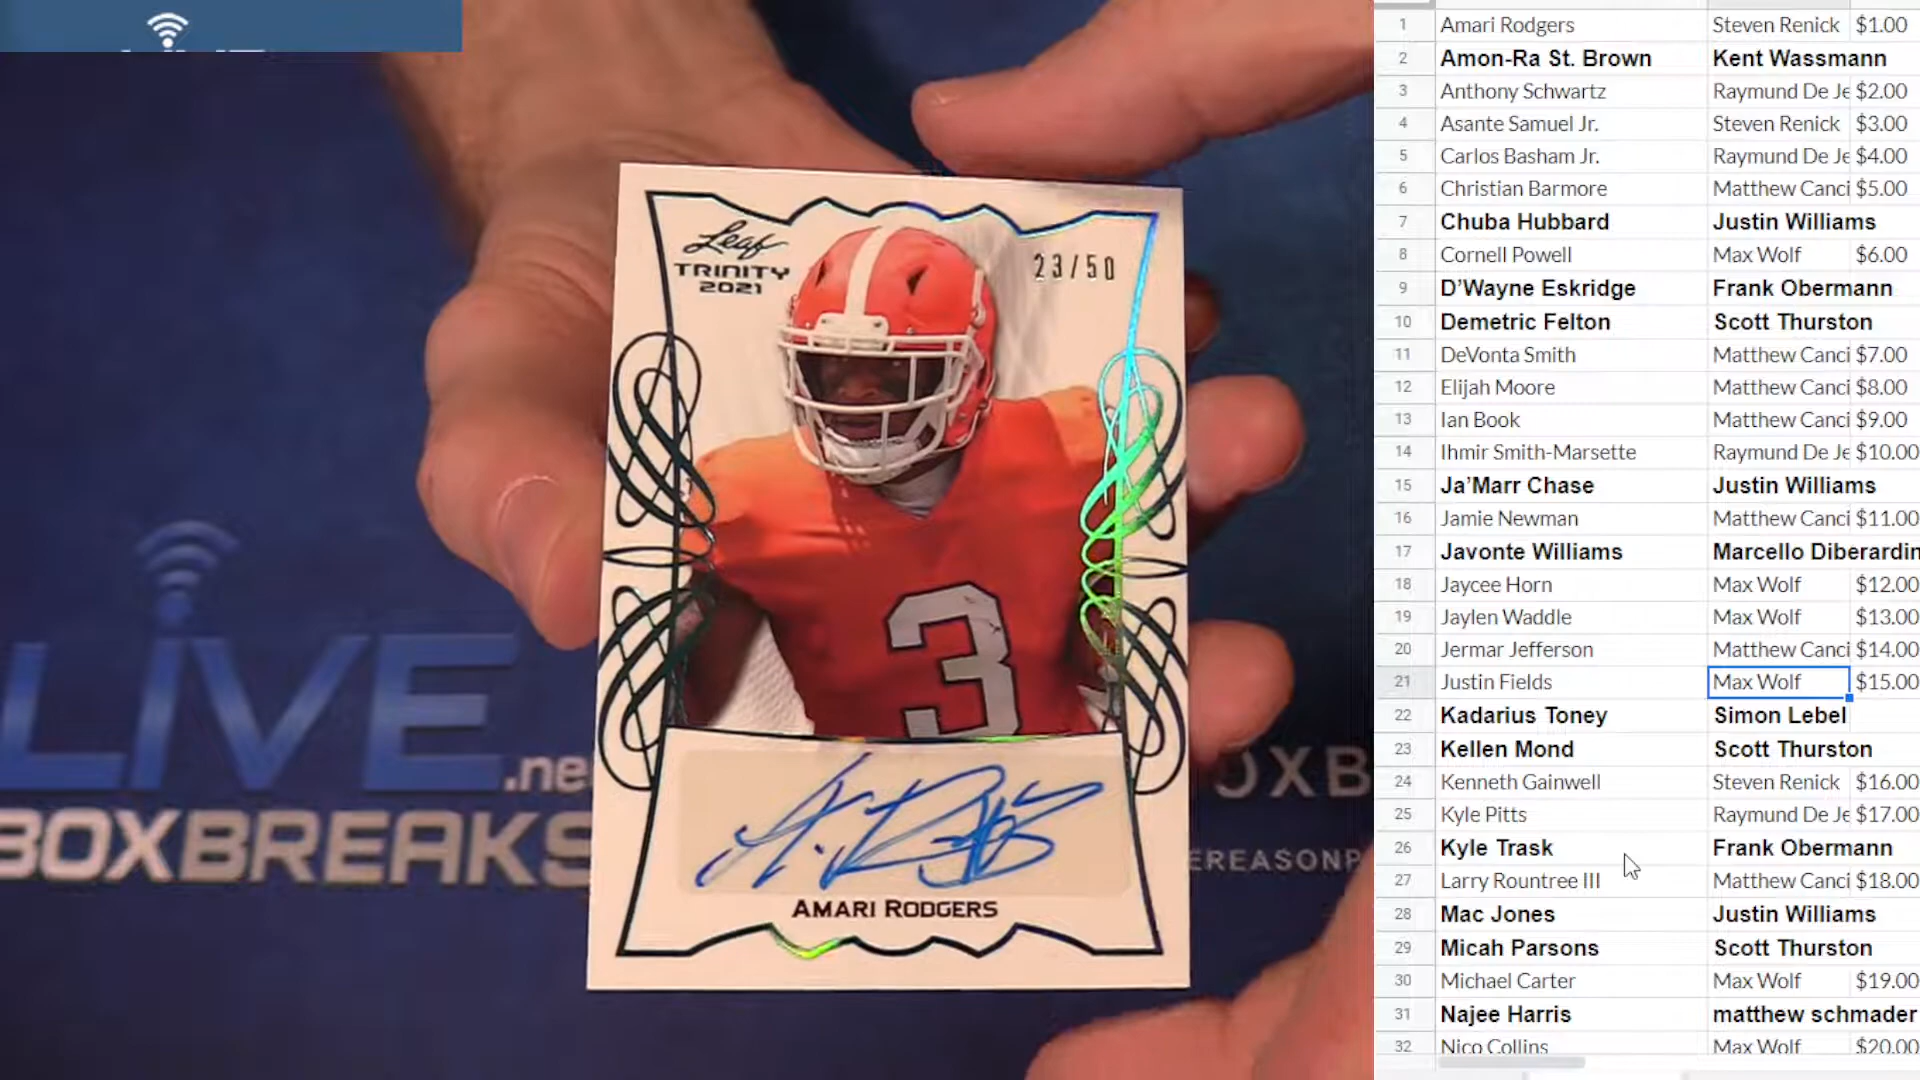 Leaf
TRINITY
2021
23/50
3
AMARI RODGERS
LIVE.ne
BOXBREAKS
OXB
EREASONP
1 Amari Rodgers Steven Renick $1.00
2 Amon-Ra St. Brown Kent Wassmann
3 Anthony Schwartz Raymund De Je $2.00
4 Asante Samuel Jr. Steven Renick $3.00
5 Carlos Basham Jr. Raymund De Je $4.00
6 Christian Barmore Matthew Canci $5.00
7 Chuba Hubbard Justin Williams
8 Cornell Powell Max Wolf $6.00
9 D’Wayne Eskridge Frank Obermann
10 Demetric Felton Scott Thurston
11 DeVonta Smith Matthew Canci $7.00
12 Elijah Moore Matthew Canci $8.00
13 Ian Book Matthew Canci $9.00
14 Ihmir Smith-Marsette Raymund De Je $10.00
15 Ja’Marr Chase Justin Williams
16 Jamie Newman Matthew Canci $11.00
17 Javonte Williams Marcello Diberardin
18 Jaycee Horn Max Wolf $12.00
19 Jaylen Waddle Max Wolf $13.00
20 Jermar Jefferson Matthew Canci $14.00
21 Justin Fields Max Wolf $15.00
22 Kadarius Toney Simon Lebel
23 Kellen Mond Scott Thurston
24 Kenneth Gainwell Steven Renick $16.00
25 Kyle Pitts Raymund De Je $17.00
26 Kyle Trask Frank Obermann
27 Larry Rountree III Matthew Canci $18.00
28 Mac Jones Justin Williams
29 Micah Parsons Scott Thurston
30 Michael Carter Max Wolf $19.00
31 Najee Harris matthew schmader
32 Nico Collins Max Wolf $20.00